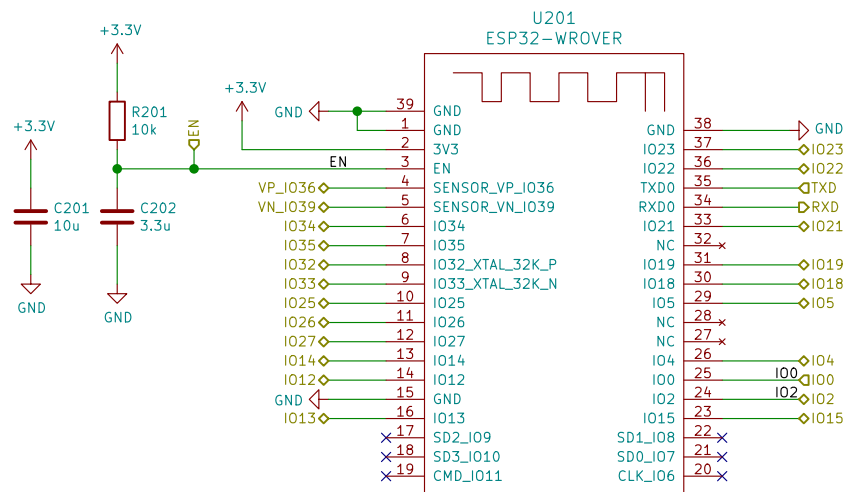 U201
ESP32-WROVER
+3.3V
R201
10k
+3.3V
EN
+3.3V
C201
10u
GND
C202
3.3u
GND
GND
EN
39 GND
1 GND
2 3V3
3 EN
VP_IO36 4 SENSOR_VP_IO36
VN_IO39 5 SENSOR_VN_IO39
IO34 6 IO34
IO35 7 IO35
IO32 8 IO32_XTAL_32K_P
IO33 9 IO33_XTAL_32K_N
IO25 10 IO25
IO26 11 IO26
IO27 12 IO27
IO14 13 IO14
IO12 14 IO12
GND 15 GND
IO13 16 IO13
17 SD2_IO9
18 SD3_IO10
19 CMD_IO11
GND 38 GND
IO23 37 IO23
IO22 36 IO22
TXD0 35 TXD
RXD0 34 RXD
IO21 33 IO21
NC 32
IO19 31 IO19
IO18 30 IO18
IO5 29 IO5
NC 28
NC 27
IO4 26 IO4
IO0 25 IO0 IO0
IO2 24 IO2 IO2
IO15 23 IO15
SD1_IO8 22
SD0_IO7 21
CLK_IO6 20